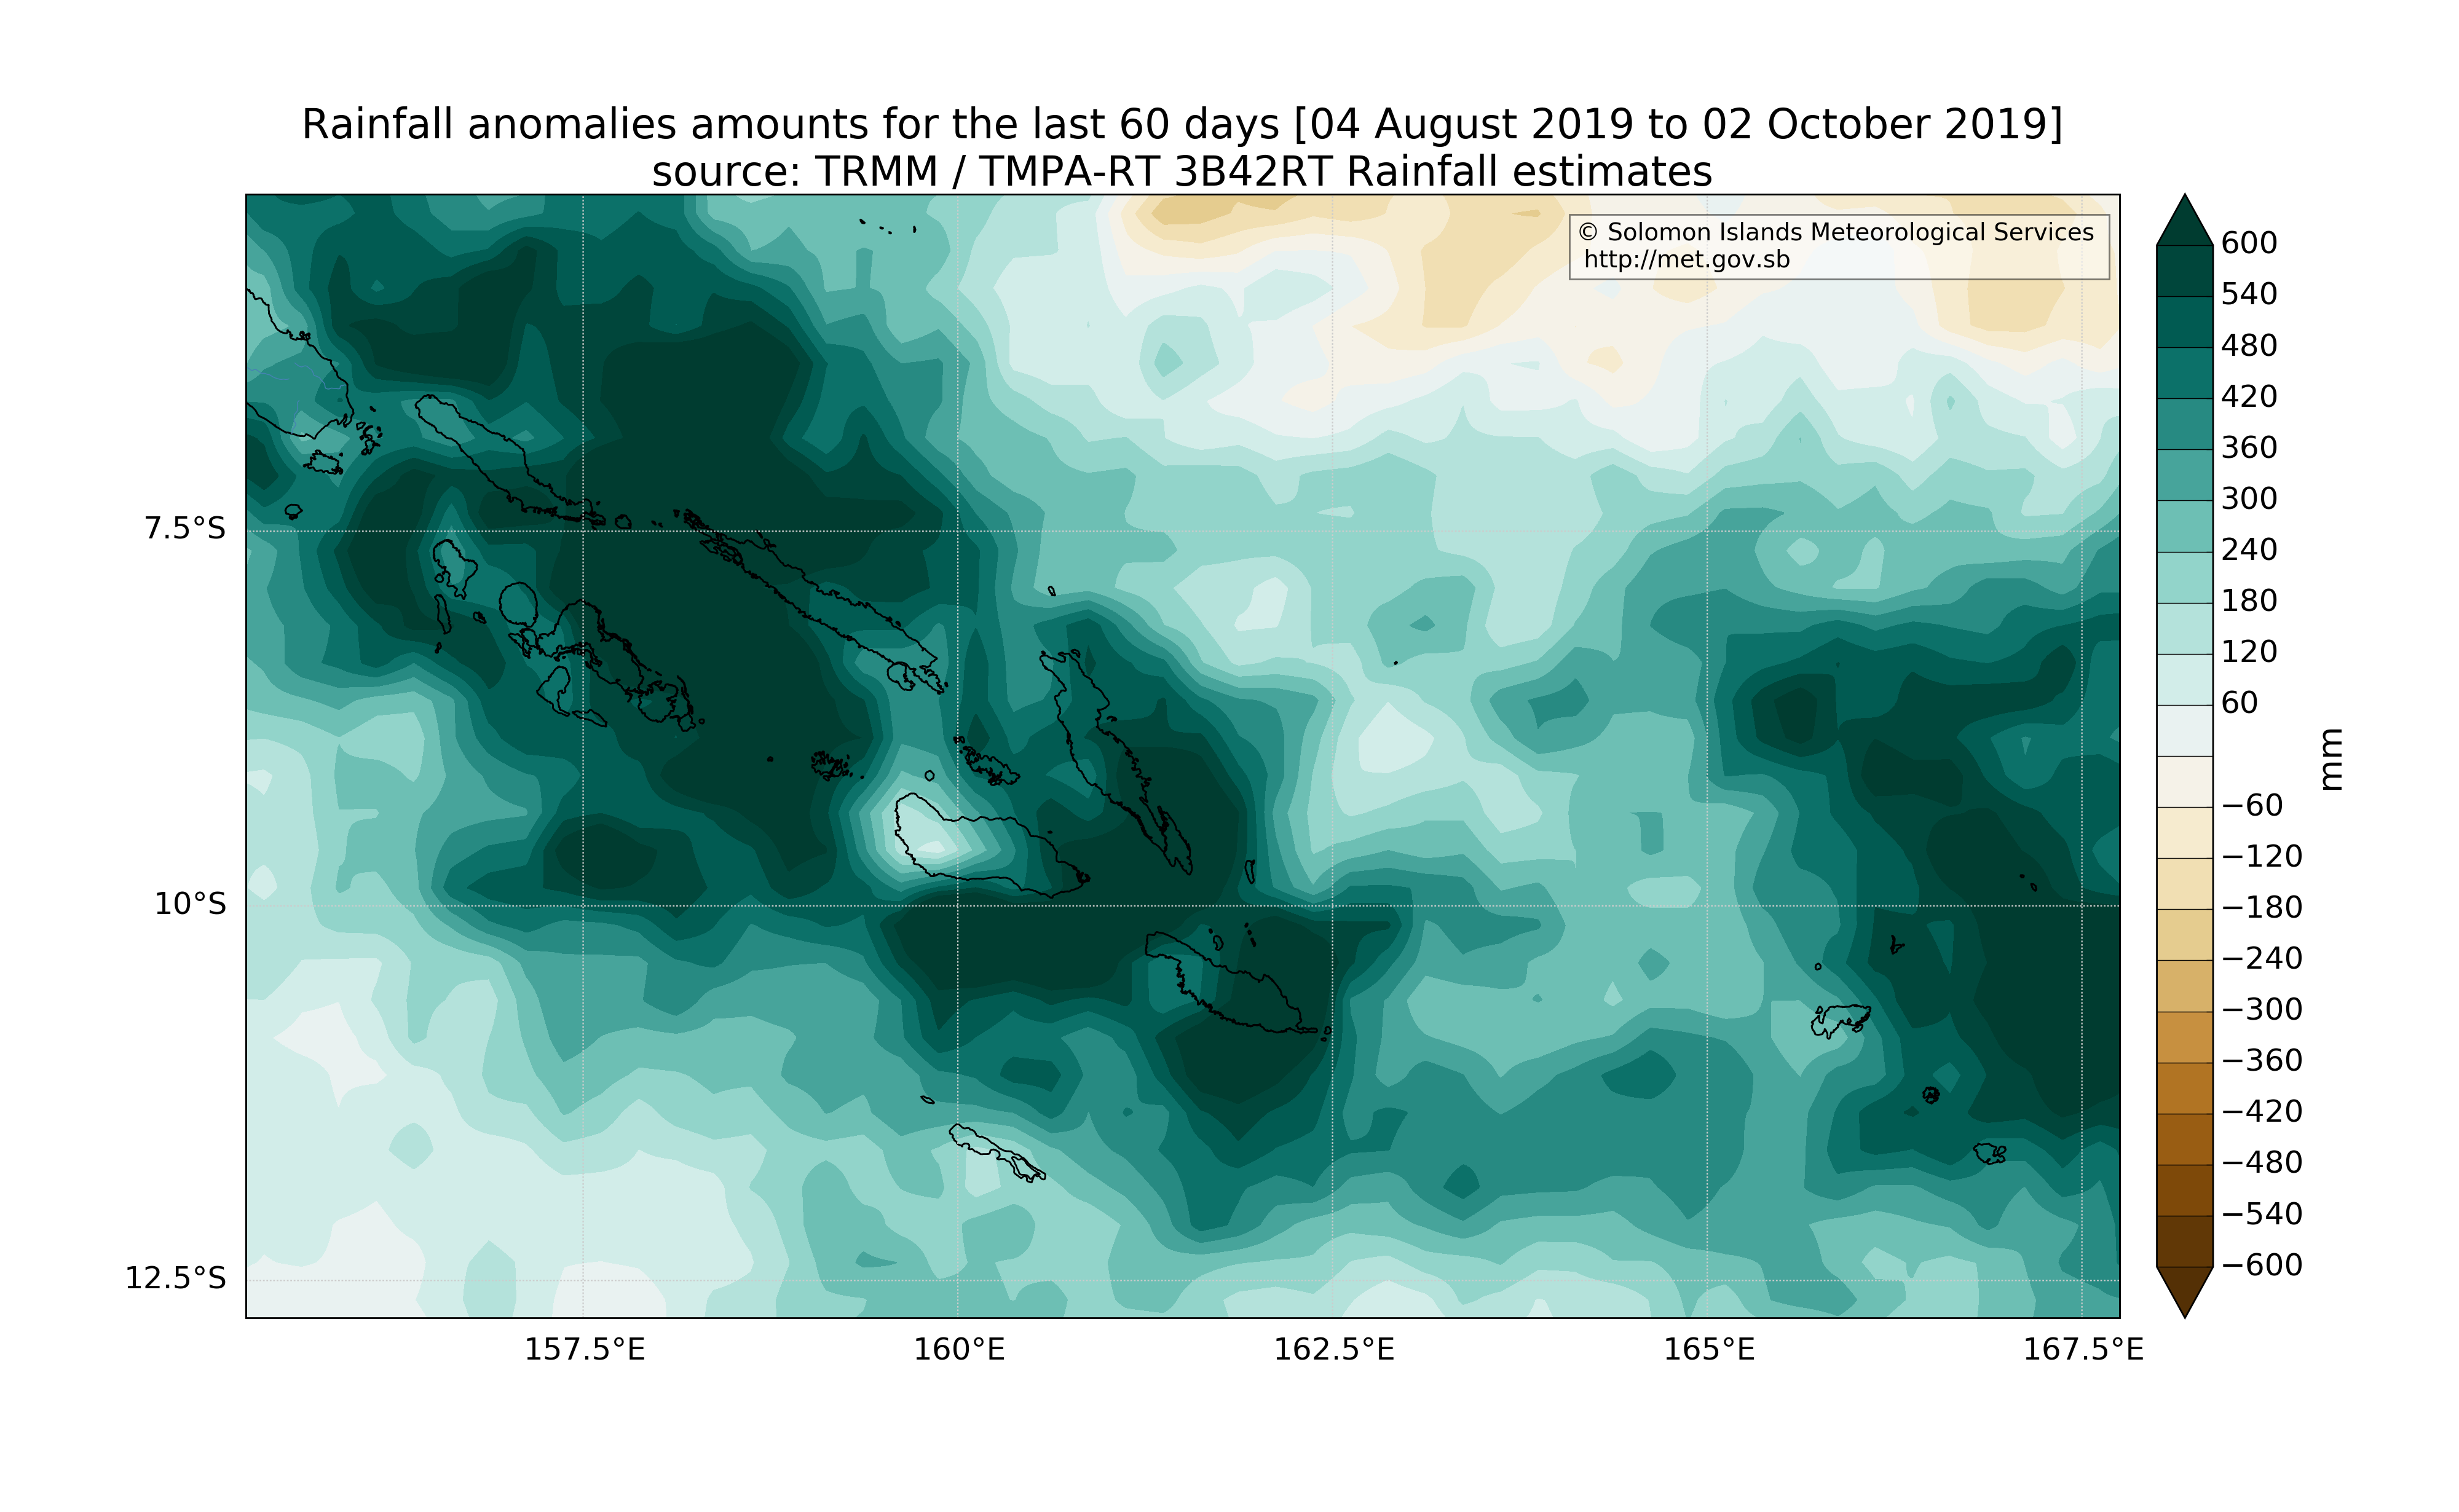 Rainfall anomalies amounts for the last 60 days [04 August 2019 to 02 October 2019]
source: TRMM / TMPA-RT 3B42RT Rainfall estimates
© Solomon Islands Meteorological Services
http://met.gov.sb
7.5°S
10°S
12.5°S
157.5°E
160°E
162.5°E
165°E
167.5°E
600
540
480
420
360
300
240
180
120
60
−60
−120
−180
−240
−300
−360
−420
−480
−540
−600
mm